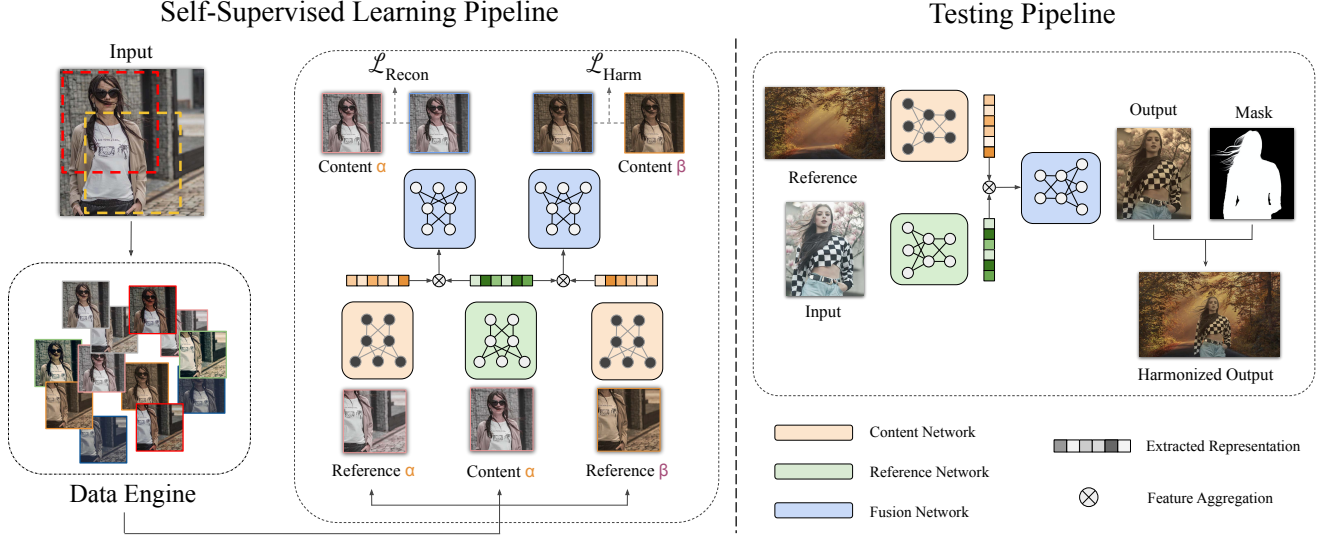 Self-Supervised Learning Pipeline
Input
Data Engine
ℒRecon
ℒHarm
Content α
Content β
Reference α
Content α
Reference β
Testing Pipeline
Reference
Input
Output
Mask
Harmonized Output
Content Network
Reference Network
Fusion Network
Extracted Representation
Feature Aggregation